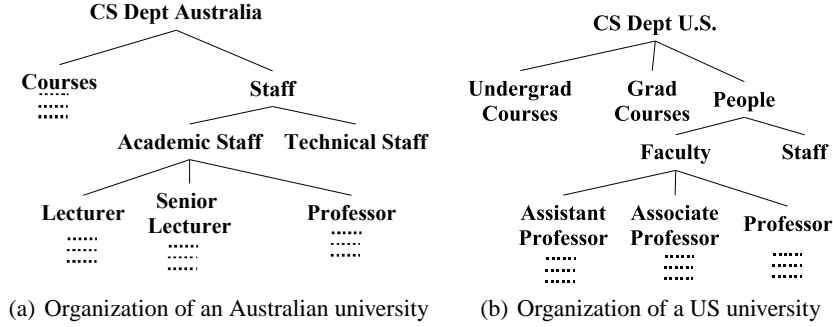 CS Dept Australia
Courses
Staff
Academic Staff
Technical Staff
Lecturer
Senior
Lecturer
Professor
(a) Organization of an Australian university
CS Dept U.S.
Undergrad
Courses
Grad
Courses
People
Faculty
Staff
Assistant
Professor
Associate
Professor
Professor
(b) Organization of a US university